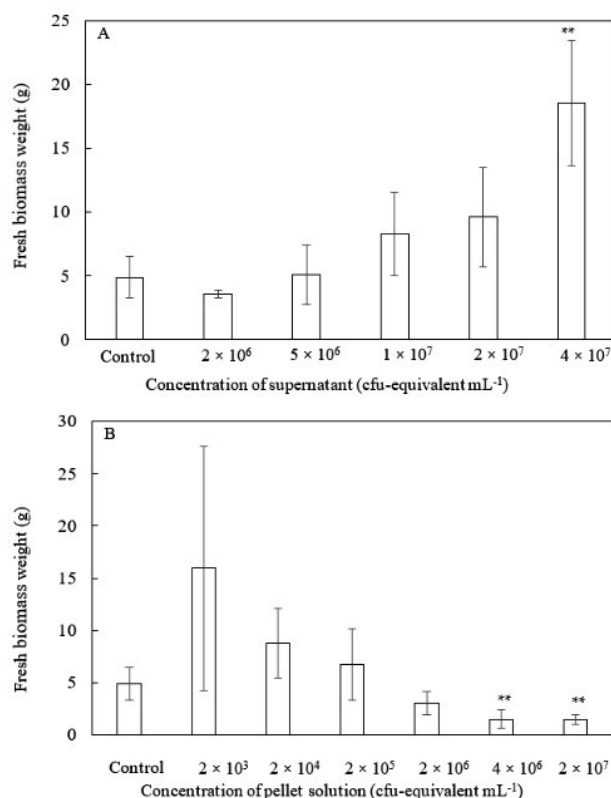 A
25
20
15
10
5
0
Fresh biomass weight (g)
**
Control 2 × 10⁶ 5 × 10⁶ 1 × 10⁷ 2 × 10⁷ 4 × 10⁷
Concentration of supernatant (cfu-equivalent mL⁻¹)
B
30
25
20
15
10
5
0
Fresh biomass weight (g)
** **
Control 2 × 10³ 2 × 10⁴ 2 × 10⁵ 2 × 10⁶ 4 × 10⁶ 2 × 10⁷
Concentration of pellet solution (cfu-equivalent mL⁻¹)